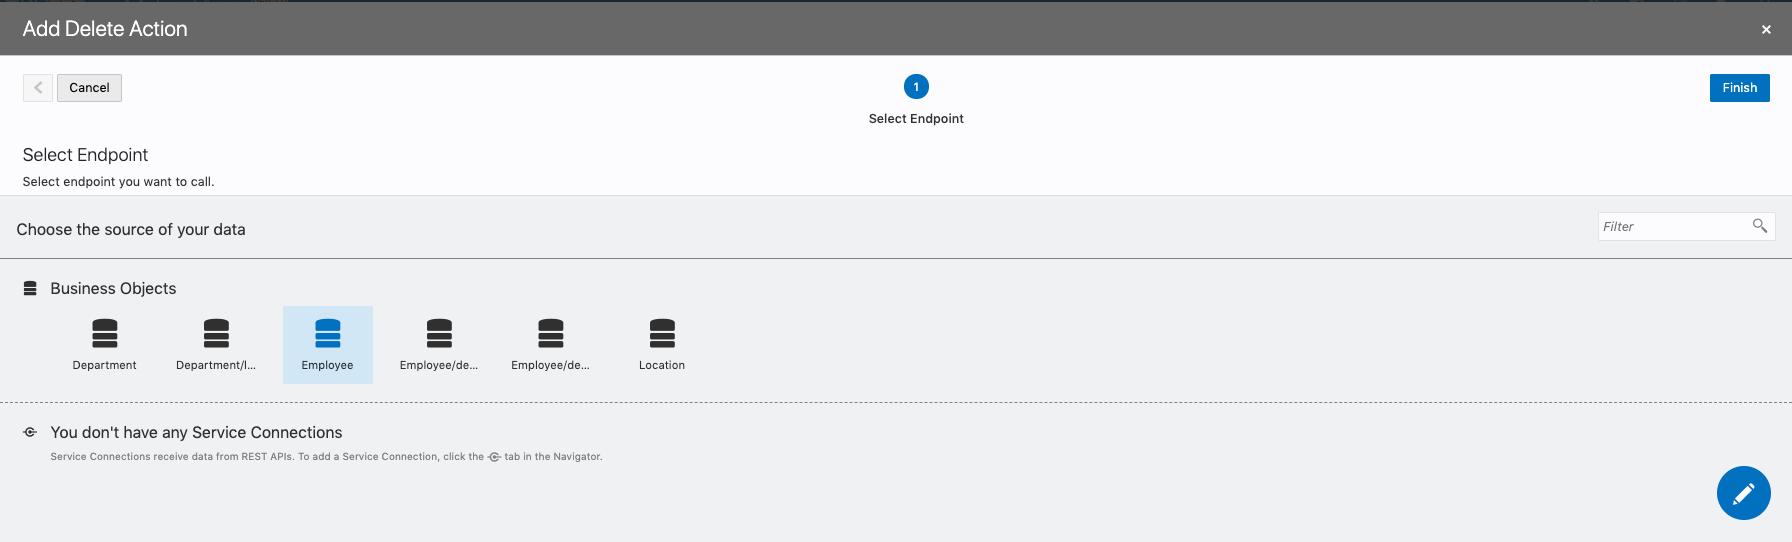 Add Delete Action
×
Cancel
1
Finish
Select Endpoint
Select Endpoint
Select endpoint you want to call.
Choose the source of your data
Filter
Business Objects
Department
Department/l...
Employee
Employee/de...
Employee/de...
Location
You don't have any Service Connections
Service Connections receive data from REST APIs. To add a Service Connection, click the tab in the Navigator.